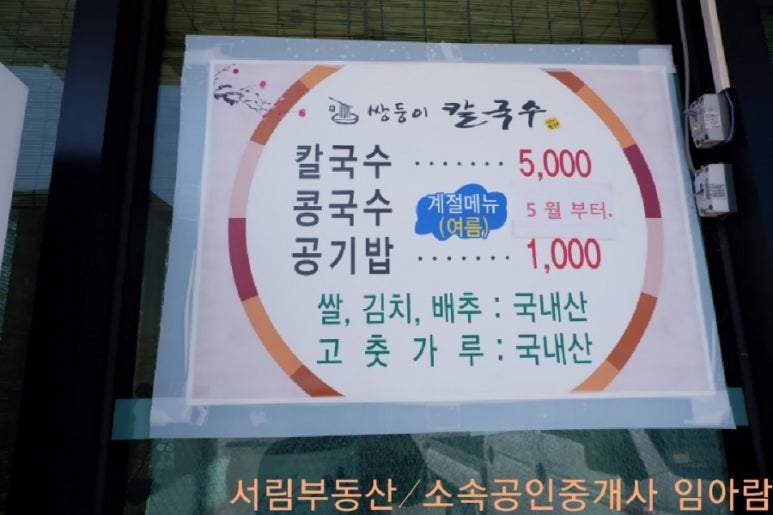 쌍둥이 칼국수
칼국수 ······· 5,000
콩국수 계절메뉴 (여름) 5월 부터.
공기밥 ······· 1,000
쌀, 김치, 배추 : 국내산
고 춧 가 루 : 국내산
서림부동산/소속공인중개사 임아람